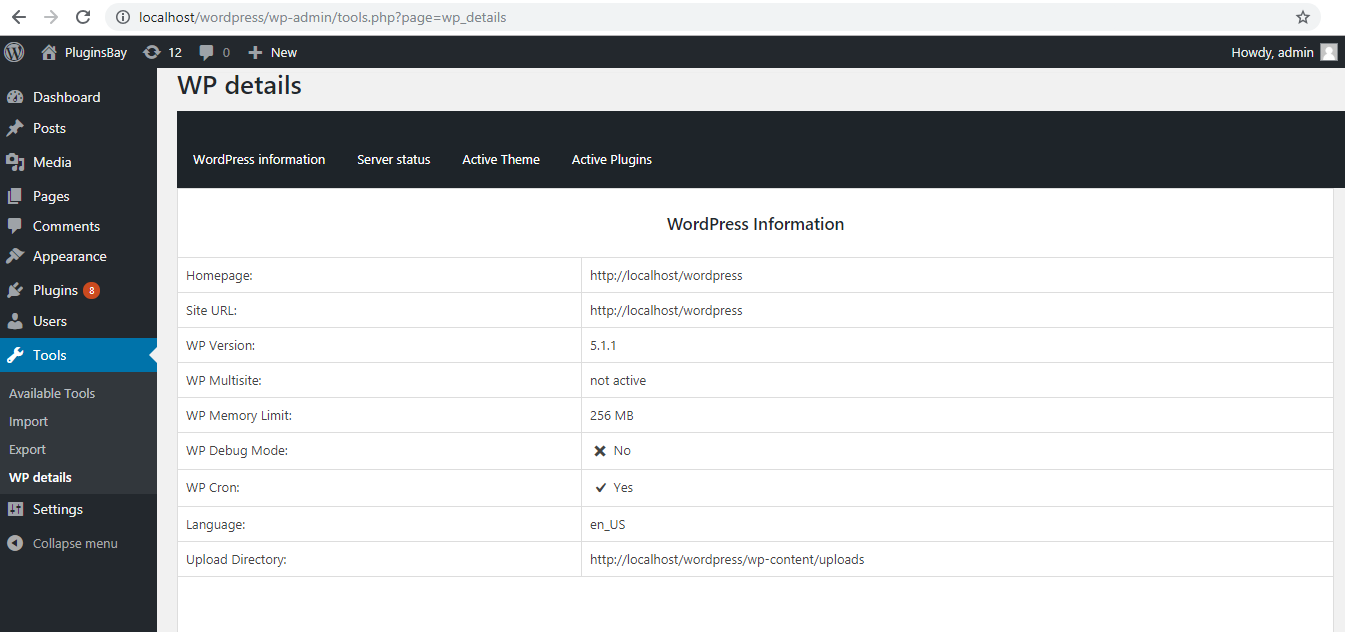 localhost/wordpress/wp-admin/tools.php?page=wp_details
PluginsBay 12 0 New Howdy, admin
Dashboard
Posts
Media
Pages
Comments
Appearance
Plugins 8
Users
Tools
Available Tools
Import
Export
WP details
Settings
Collapse menu
WP details
WordPress information Server status Active Theme Active Plugins
WordPress Information
Homepage: http://localhost/wordpress
Site URL: http://localhost/wordpress
WP Version: 5.1.1
WP Multisite: not active
WP Memory Limit: 256 MB
WP Debug Mode: ✖ No
WP Cron: ✔ Yes
Language: en_US
Upload Directory: http://localhost/wordpress/wp-content/uploads